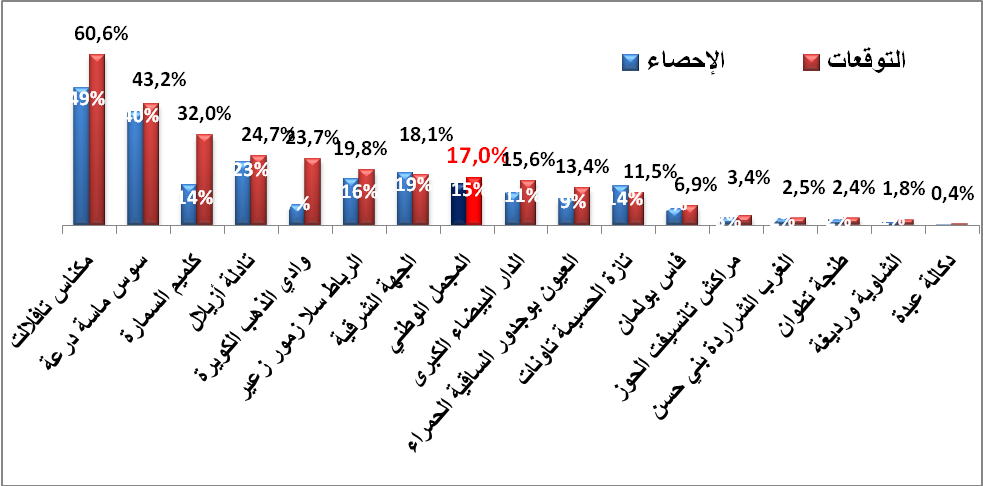 الإحصاء
التوقعات
60,6%
43,2%
32,0%
24,7%
23,7%
19,8%
18,1%
17,0%
15,6%
13,4%
11,5%
6,9%
3,4%
2,5%
2,4%
1,8%
0,4%
49%
40%
14%
23%
16%
19%
15%
11%
9%
14%
مكناس تافلالت
سوس ماسة درعة
كلميم السمارة
تادلة أزيلال
وادي الذهب الكويرة
الرباط سلا زمور زعير
الجهة الشرقية
المجمل الوطني
الدار البيضاء الكبرى
العيون بوجدور الساقية الحمراء
تازة الحسيمة تاونات
فاس بولمان
مراكش تانسيفت الحوز
الغرب الشراردة بني حسن
طنجة تطوان
الشاوية ورديغة
دكالة عبدة